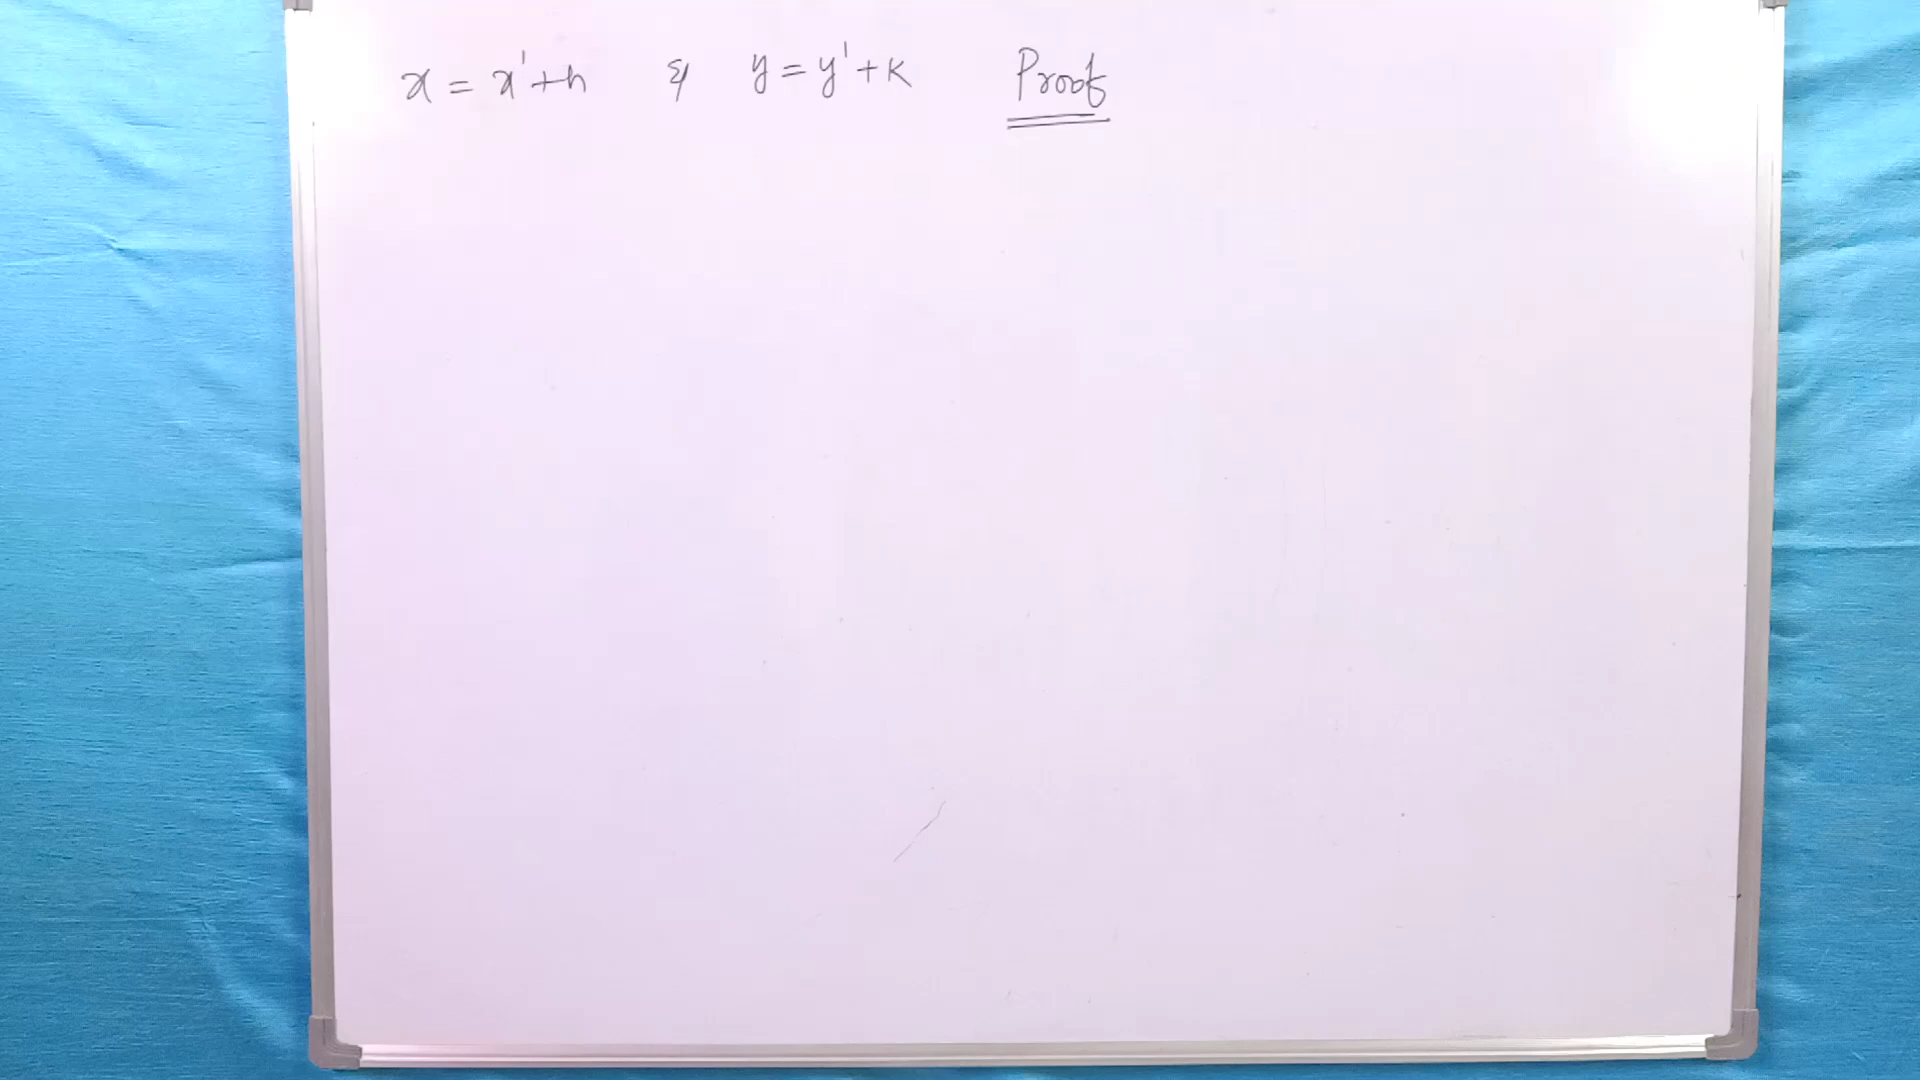 x = x' + h & y = y' + k Proof